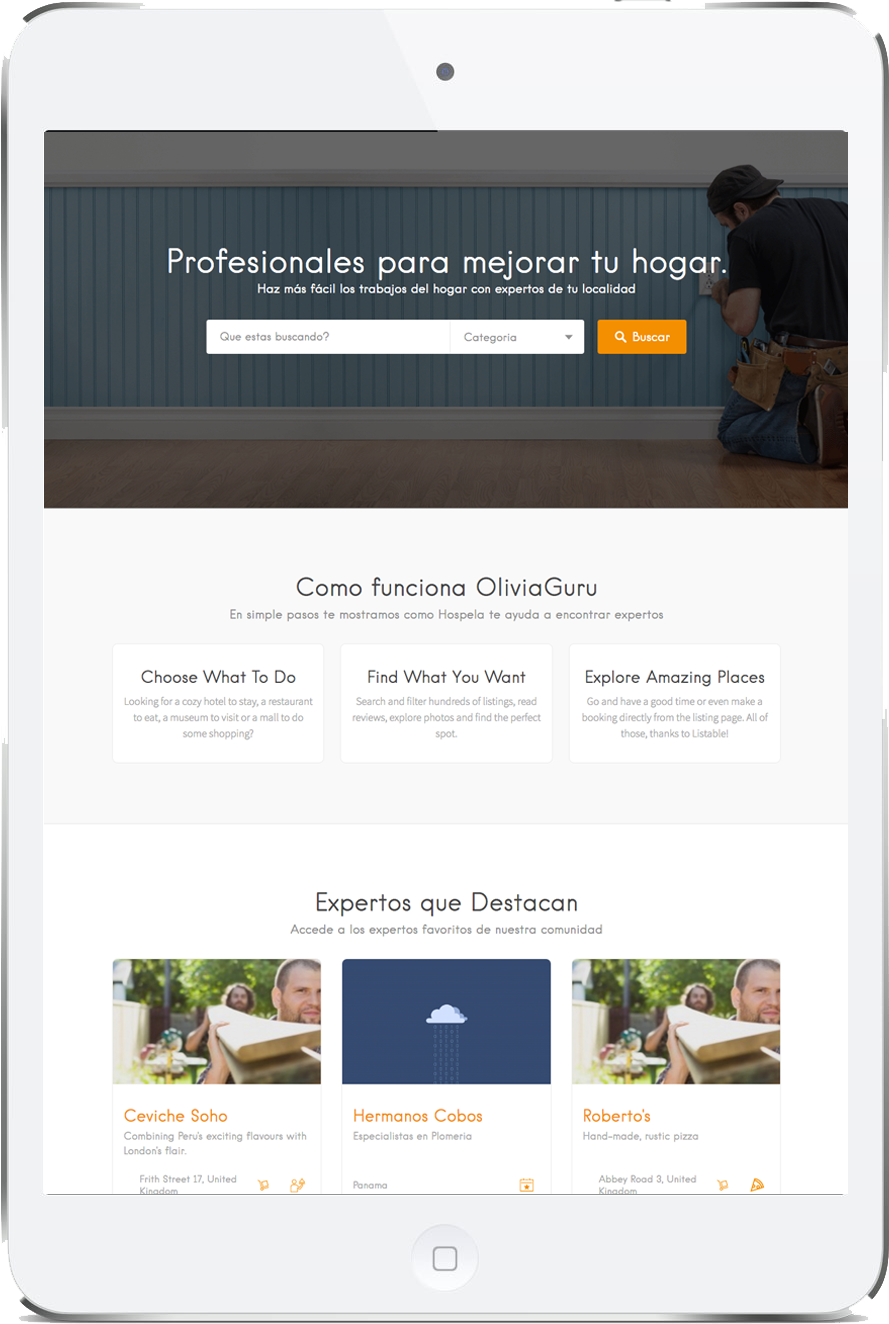 Profesionales para mejorar tu hogar.
Haz más fácil los trabajos del hogar con expertos de tu localidad
Que estas buscando?
Categoria
Buscar
Como funciona OliviaGuru
En simple pasos te mostramos como Hospela te ayuda a encontrar expertos
Choose What To Do
Looking for a cozy hotel to stay, a restaurant
to eat, a museum to visit or a mall to do
some shopping?
Find What You Want
Search and filter hundreds of listings, read
reviews, explore photos and find the perfect
spot.
Explore Amazing Places
Go and have a good time or even make a
booking directly from the listing page. All of
those, thanks to Listable!
Expertos que Destacan
Accede a los expertos favoritos de nuestra comunidad
Ceviche Soho
Combining Peru's exciting flavours with
London's flair.
Frith Street 17, United
Kingdom
Hermanos Cobos
Especialistas en Plomeria
Panama
Roberto's
Hand-made, rustic pizza
Abbey Road 3, United
Kingdom